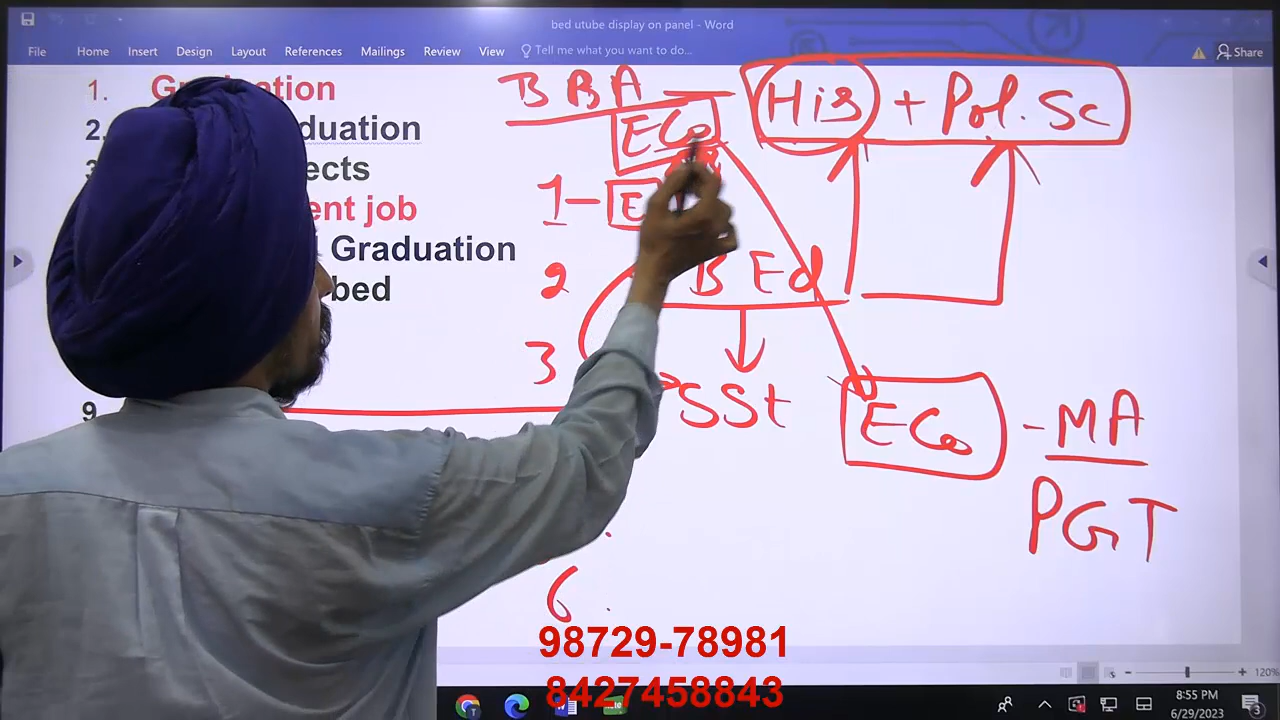 bed utube display on panel - Word
File Home Insert Design Layout References Mailings Review View Tell me what you want to do... Share
1. Graduation
2. duation
ects
ent job
Graduation
bed
9.
BBA — His + Pol. Sc
ECo
1-
2 B Ed
3 SSt
ECo - MA
PGT
6
98729-78981
8427458843
120%
8:55 PM
6/29/2023
3